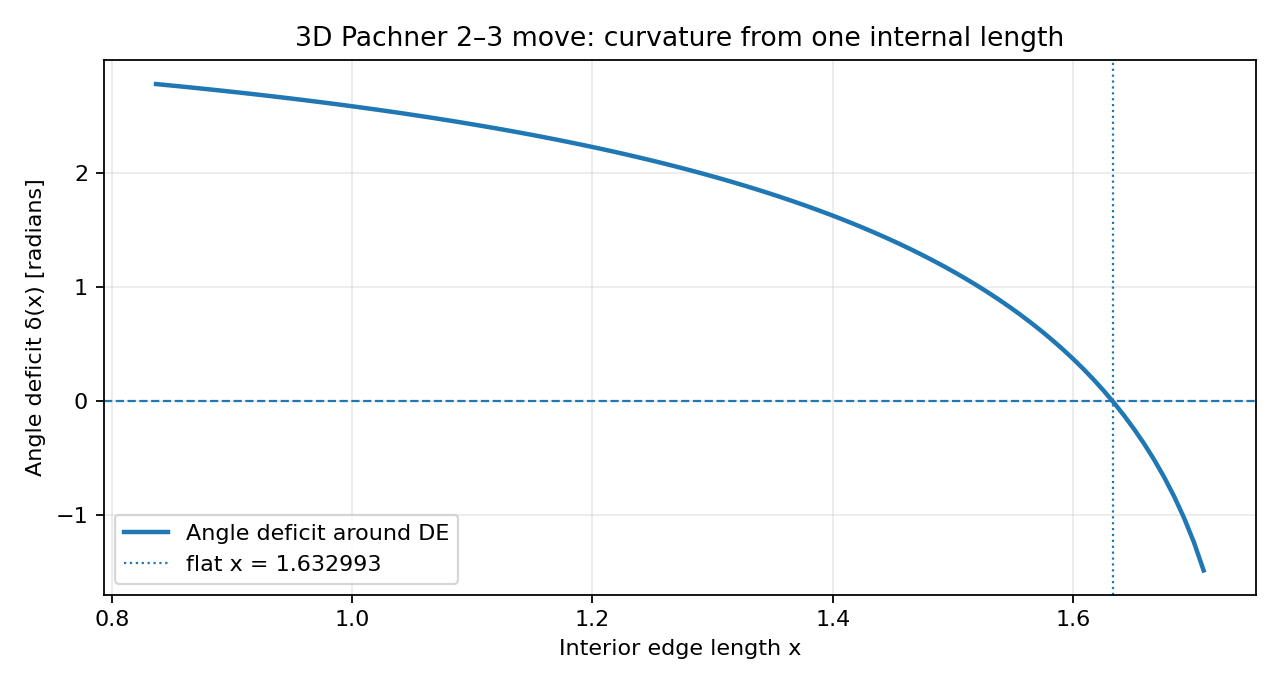 3D Pachner 2–3 move: curvature from one internal length
Angle deficit δ(x) [radians]
2
1
0
−1
Angle deficit around DE
flat x = 1.632993
0.8 1.0 1.2 1.4 1.6
Interior edge length x